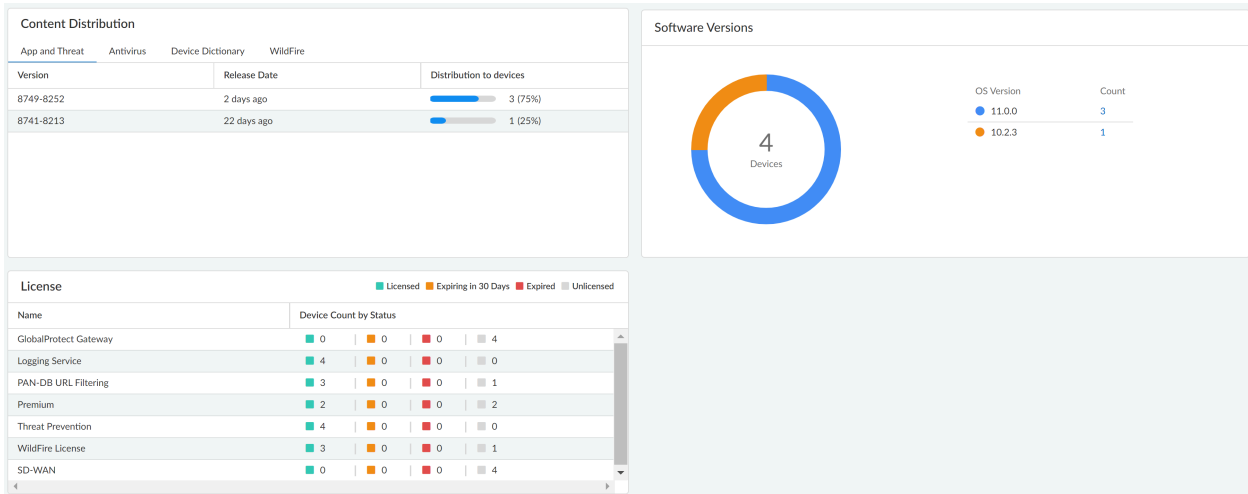 Content Distribution
App and Threat Antivirus Device Dictionary WildFire
Version Release Date Distribution to devices
8749-8252 2 days ago 3 (75%)
8741-8213 22 days ago 1 (25%)
Software Versions
4
Devices
OS Version Count
11.0.0 3
10.2.3 1
License Licensed Expiring in 30 Days Expired Unlicensed
Name Device Count by Status
GlobalProtect Gateway 0 | 0 | 0 | 4
Logging Service 4 | 0 | 0 | 0
PAN-DB URL Filtering 3 | 0 | 0 | 1
Premium 2 | 0 | 0 | 2
Threat Prevention 4 | 0 | 0 | 0
WildFire License 3 | 0 | 0 | 1
SD-WAN 0 | 0 | 0 | 4